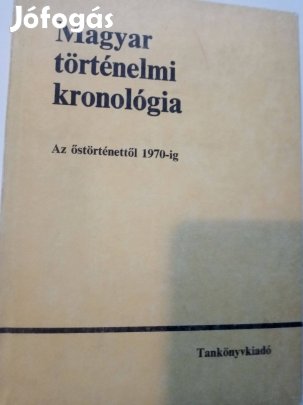 Jófogás
Magyar
történelmi
kronológia
Az őstörténettől 1970-ig
Tankönyvkiadó